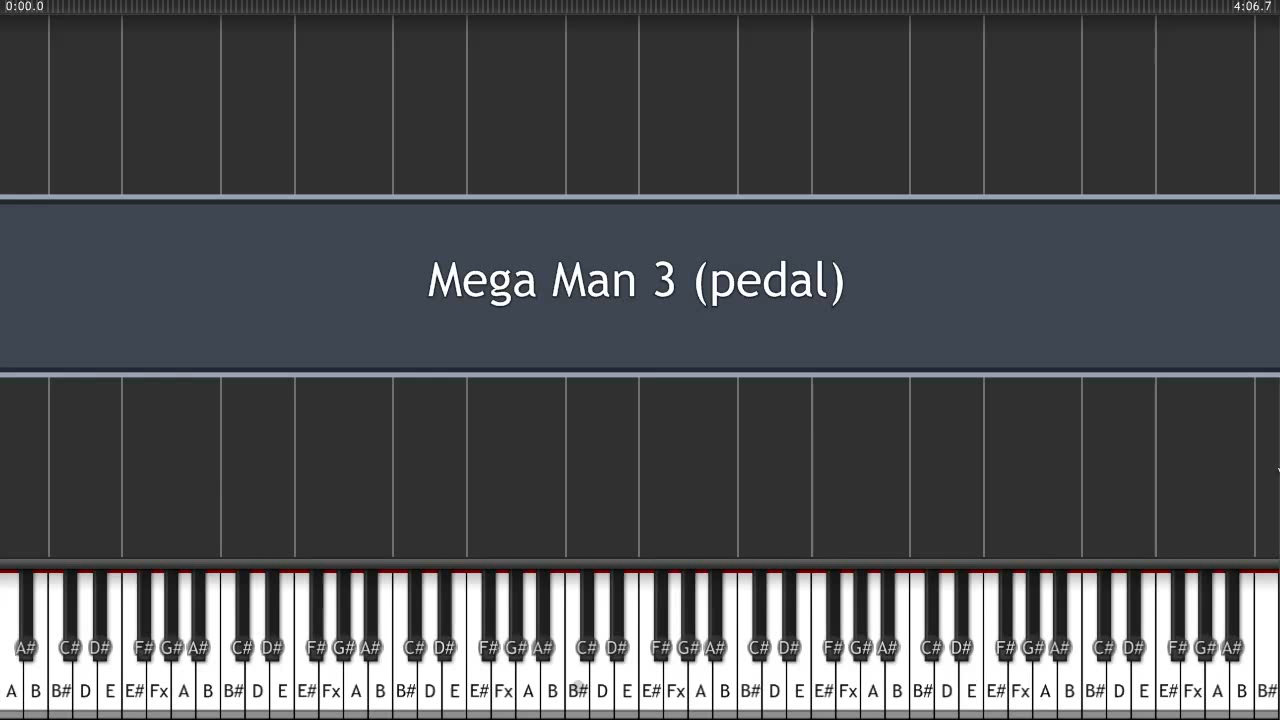 0:00.0 4:06.7
Mega Man 3 (pedal)
A# C# D# F# G# A# C# D# F# G# A# C# D# F# G# A# C# D# F# G# A# C# D# F# G# A# C# D# F# G# A# C# D# F# G# A#
A B B# D E E# Fx A B B# D E E# Fx A B B# D E E# Fx A B B# D E E# Fx A B B# D E E# Fx A B B# D E E# Fx A B B# D E E# Fx A B B#